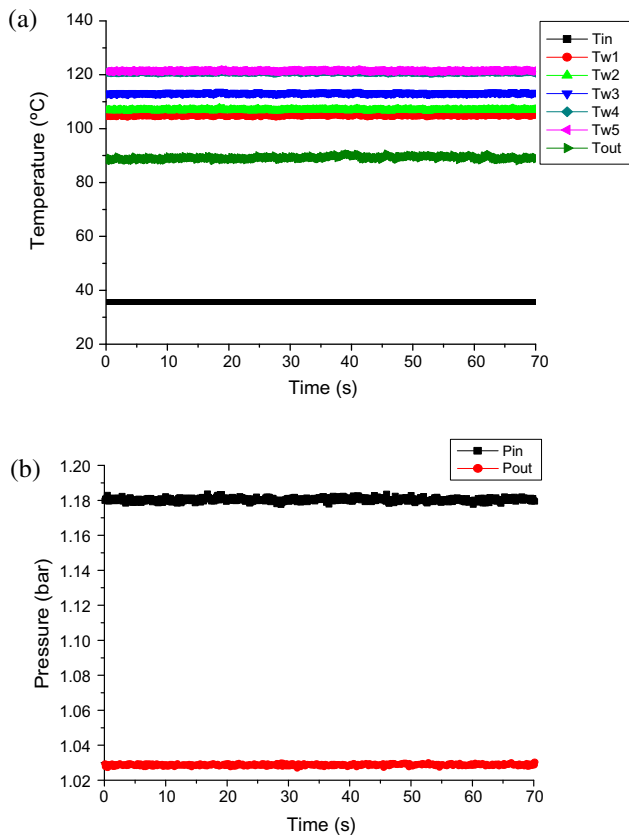 (a)
140
120
100
80
60
40
20
Temperature (ºC)
0 10 20 30 40 50 60 70
Time (s)
Tin
Tw1
Tw2
Tw3
Tw4
Tw5
Tout
(b)
Pin
Pout
1.20
1.18
1.16
1.14
1.12
1.10
1.08
1.06
1.04
1.02
Pressure (bar)
0 10 20 30 40 50 60 70
Time (s)